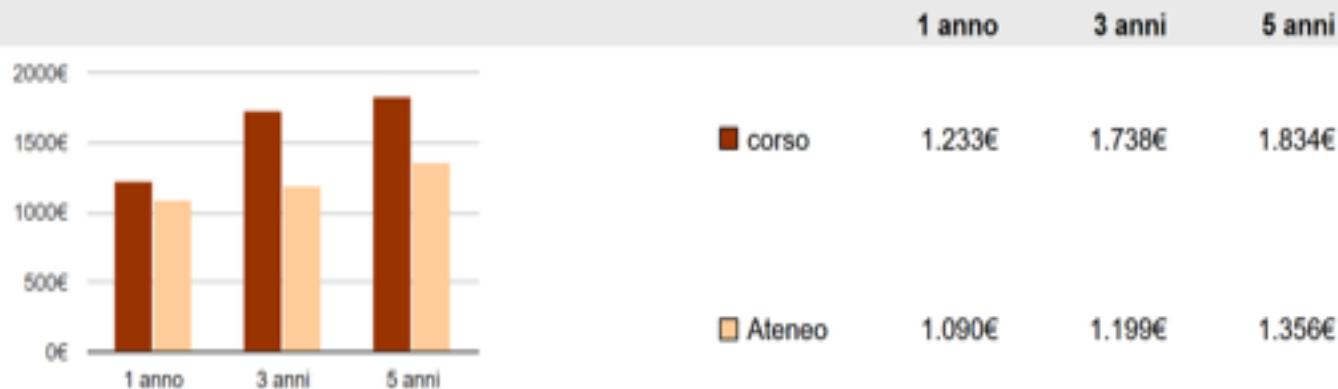 1 anno 3 anni 5 anni
2000€
1500€
1000€
500€
0€
1 anno 3 anni 5 anni
corso 1.233€ 1.738€ 1.834€
Ateneo 1.090€ 1.199€ 1.356€